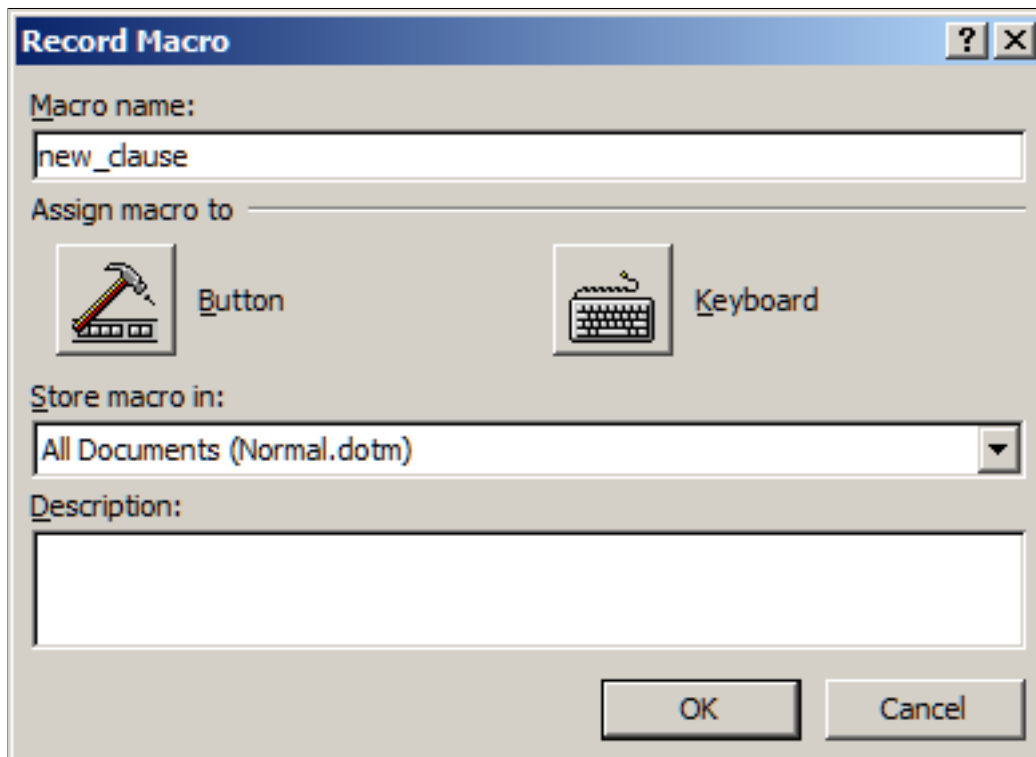 Record Macro
Macro name:
new_clause
Assign macro to
Button Keyboard
Store macro in:
All Documents (Normal.dotm)
Description:
OK Cancel